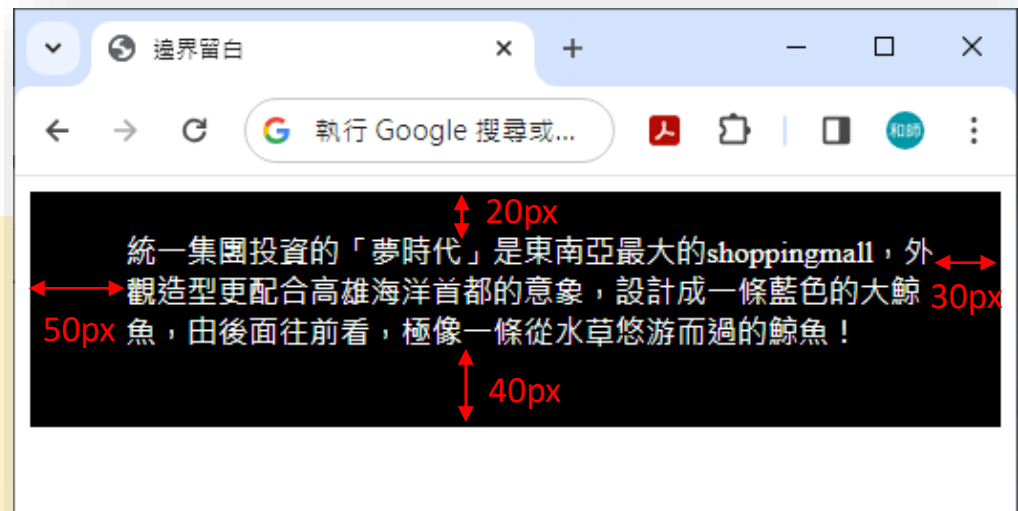 邊界留白
執行 Google 搜尋或...
和師
20px
統一集團投資的「夢時代」是東南亞最大的shoppingmall，外
觀造型更配合高雄海洋首都的意象，設計成一條藍色的大鯨
30px
50px
魚，由後面往前看，極像一條從水草悠游而過的鯨魚！
40px